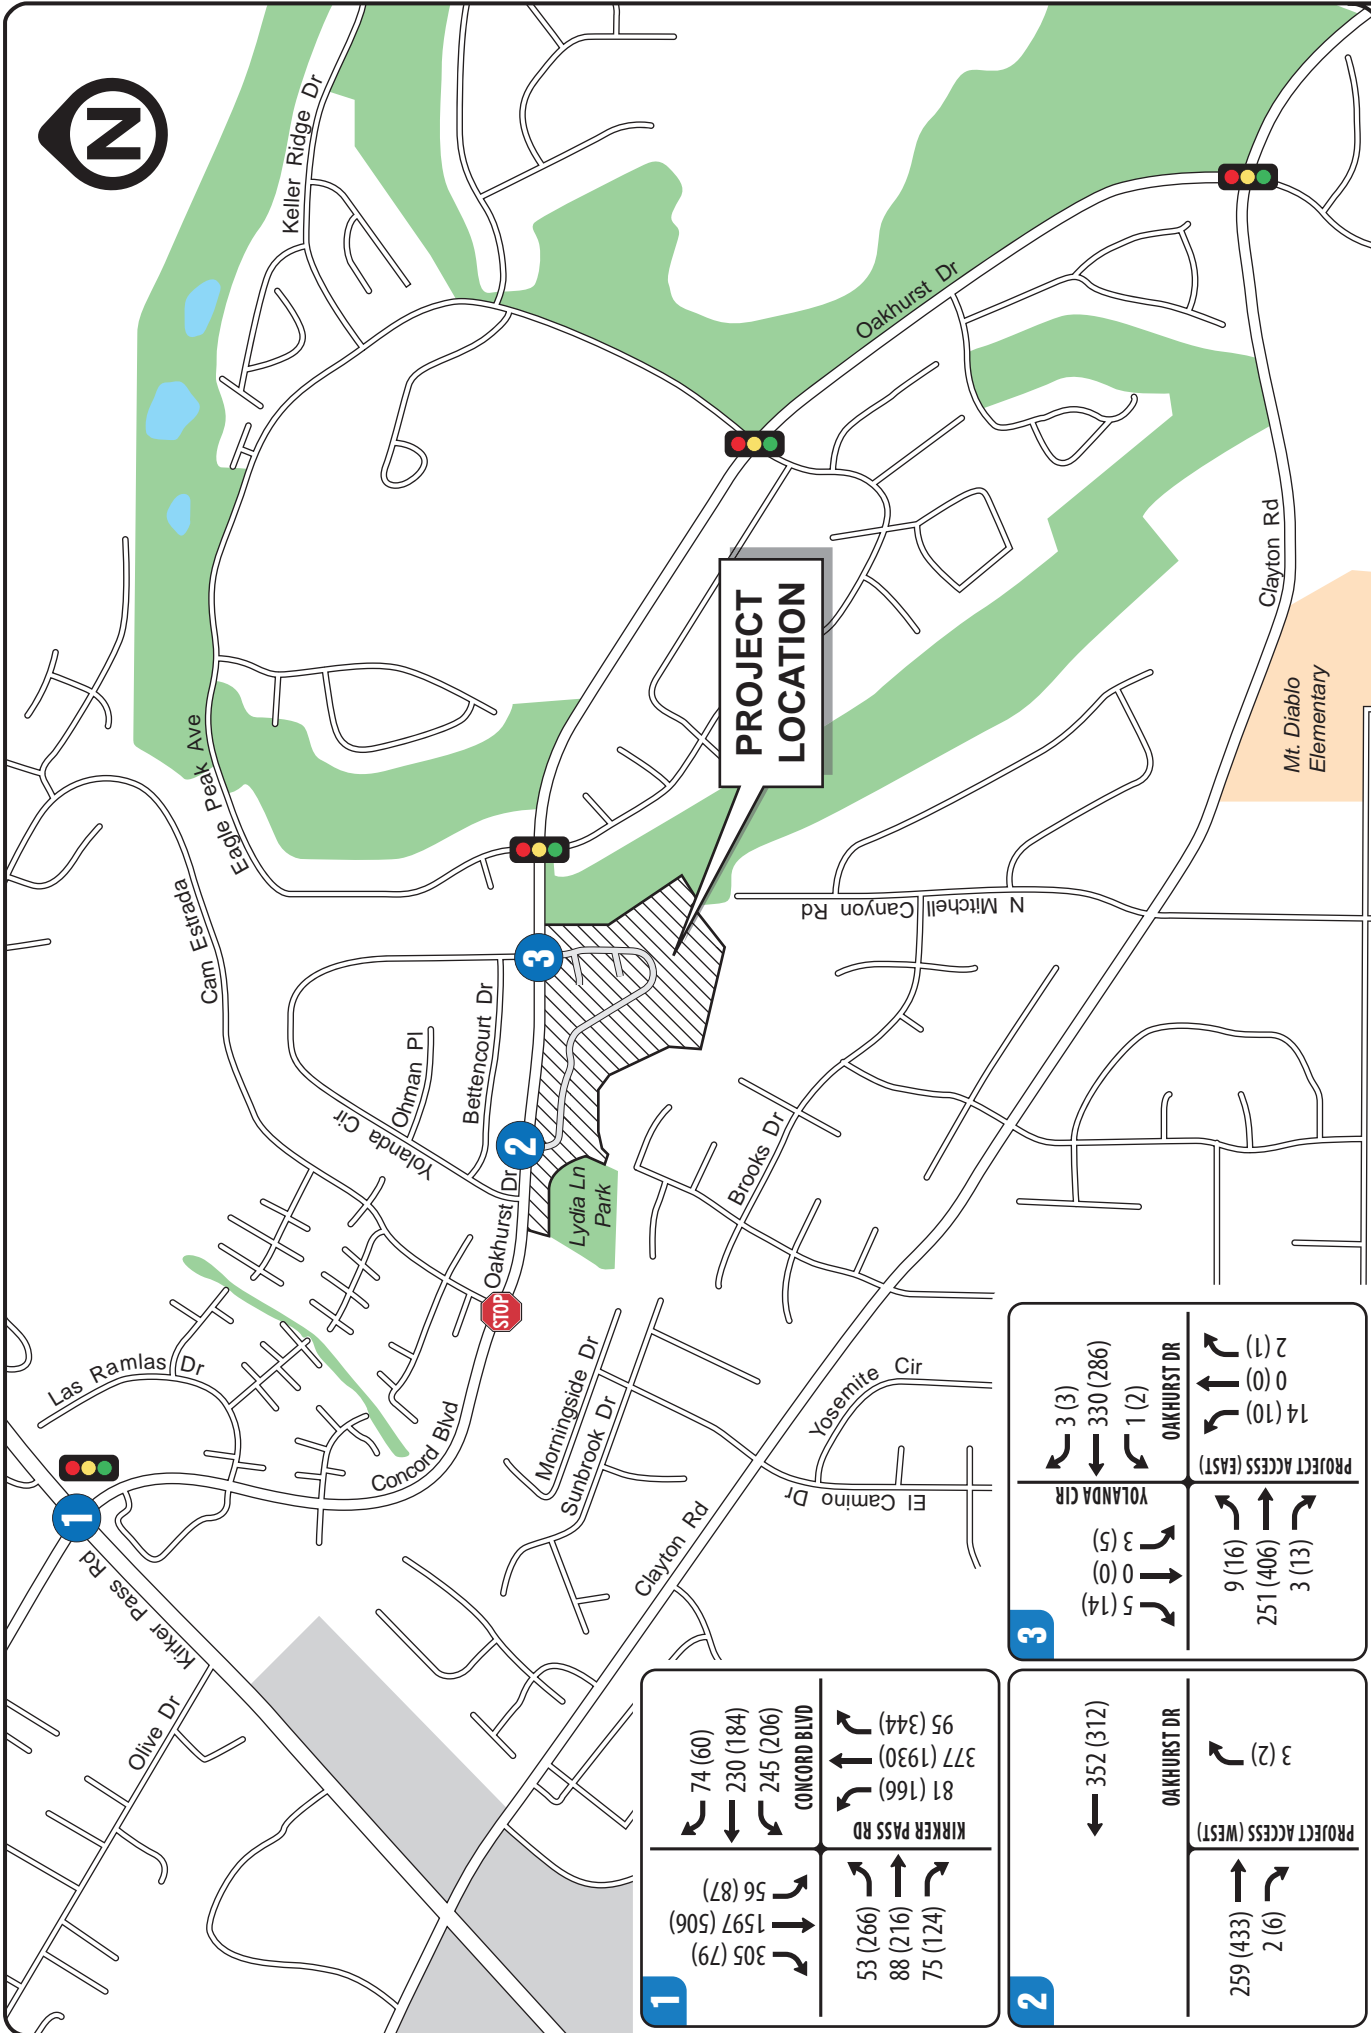 N
Keller Ridge Dr
Eagle Peak Ave
Cam Estrada
Las Ramlas Dr
Kirker Pass Rd
Olive Dr
Concord Blvd
Yolanda Cir
Ohman Pl
Bettencourt Dr
Oakhurst Dr
STOP
1
2
3
Oakhurst Dr
PROJECT
LOCATION
Lydia Ln
Park
N Mitchell Canyon Rd
Brooks Dr
Morningside Dr
Sunbrook Dr
Clayton Rd
Yosemite Cir
El Camino Dr
Clayton Rd
Mt. Diablo
Elementary
1
305 (79)
1597 (506)
56 (87)
74 (60)
230 (184)
245 (206)
CONCORD BLVD
KIRKER PASS RD
53 (266)
88 (216)
75 (124)
81 (166)
377 (1930)
95 (344)
2
352 (312)
OAKHURST DR
PROJECT ACCESS (WEST)
259 (433)
2 (6)
3 (2)
3
5 (14)
0 (0)
3 (5)
YOLANDA CIR
3 (3)
330 (286)
1 (2)
OAKHURST DR
PROJECT ACCESS (EAST)
9 (16)
251 (406)
3 (13)
14 (10)
0 (0)
2 (1)